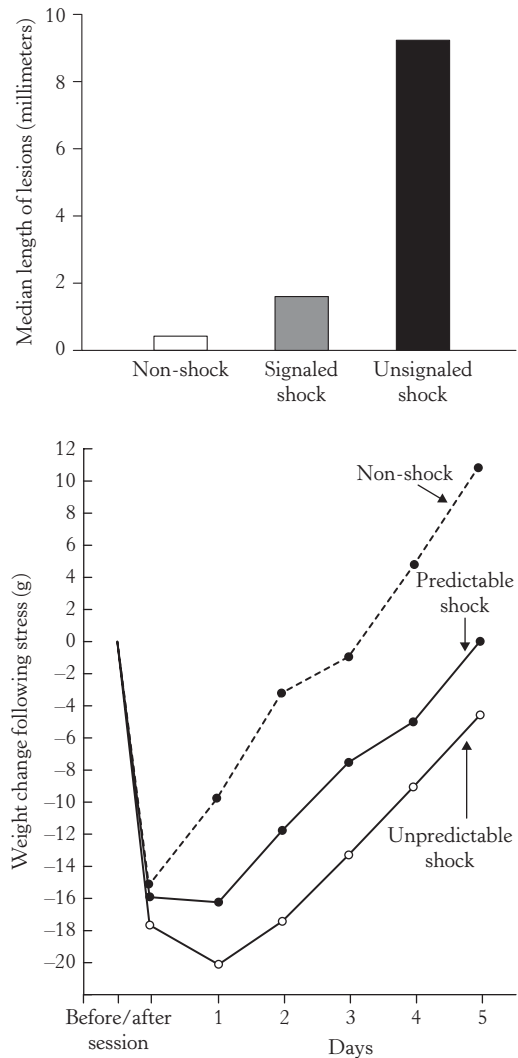 Median length of lesions (millimeters)
10
8
6
4
2
0
Non-shock
Signaled
shock
Unsignaled
shock
Weight change following stress (g)
12
10
8
6
4
2
0
–2
–4
–6
–8
–10
–12
–14
–16
–18
–20
Non-shock
Predictable
shock
Unpredictable
shock
Before/after
session
1
2
3
4
5
Days